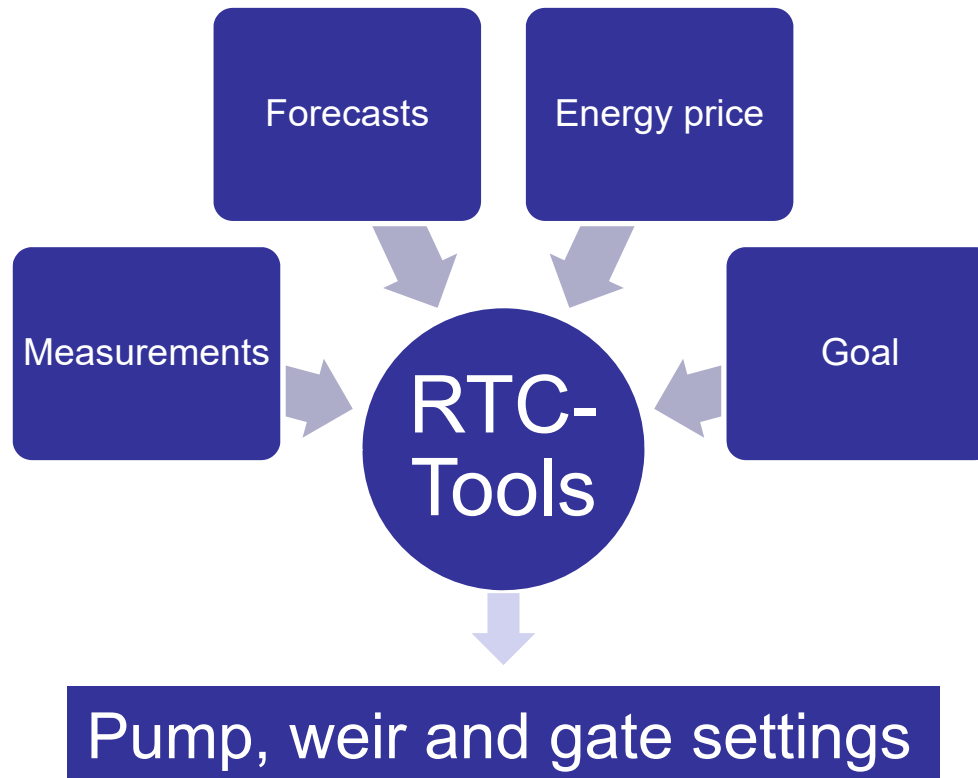 Forecasts
Energy price
Measurements
Goal
RTC-
Tools
Pump, weir and gate settings